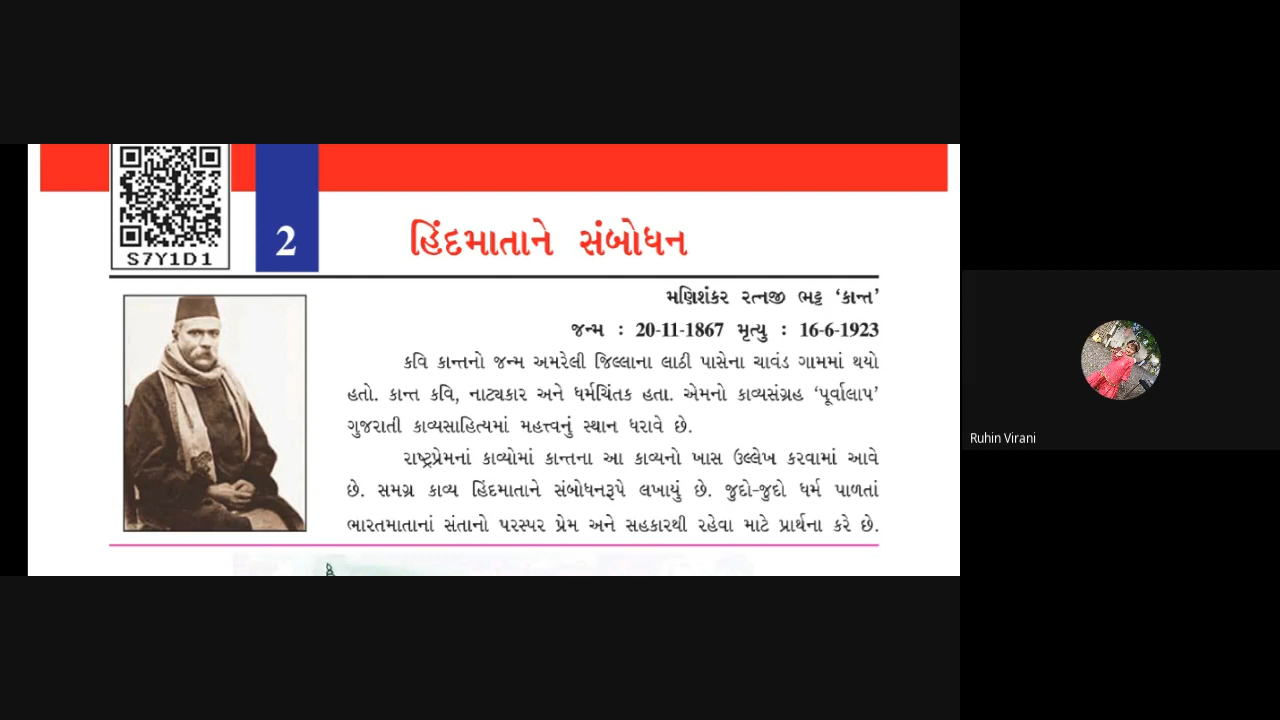 S7Y1D1
2
હિંદમાતાને સંબોધન
મણિશંકર રત્નજી ભટ્ટ ‘કાન્ત’
જન્મ : 20-11-1867 મૃત્યુ : 16-6-1923
કવિ કાન્તનો જન્મ અમરેલી જિલ્લાના લાઠી પાસેના ચાવંડ ગામમાં થયો
હતો. કાન્ત કવિ, નાટ્યકાર અને ધર્મચિંતક હતા. એમનો કાવ્યસંગ્રહ ‘પૂર્વાલાપ’
ગુજરાતી કાવ્યસાહિત્યમાં મહત્ત્વનું સ્થાન ધરાવે છે.
રાષ્ટ્રપ્રેમનાં કાવ્યોમાં કાન્તના આ કાવ્યનો ખાસ ઉલ્લેખ કરવામાં આવે
છે. સમગ્ર કાવ્ય હિંદમાતાને સંબોધનરૂપે લખાયું છે. જુદો-જુદો ધર્મ પાળતાં
ભારતમાતાનાં સંતાનો પરસ્પર પ્રેમ અને સહકારથી રહેવા માટે પ્રાર્થના કરે છે.
Ruhin Virani